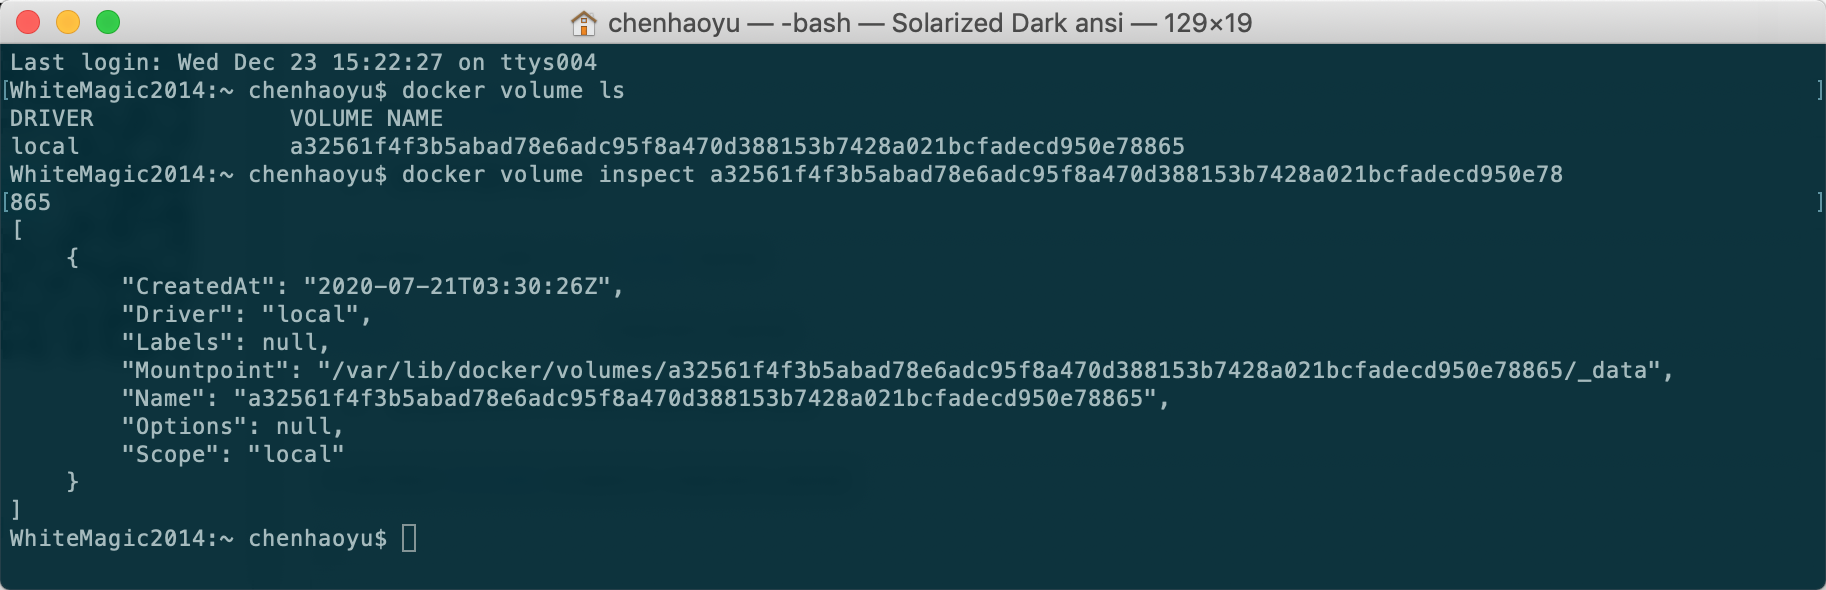 chenhaoyu — -bash — Solarized Dark ansi — 129×19
Last login: Wed Dec 23 15:22:27 on ttys004
[WhiteMagic2014:~ chenhaoyu$ docker volume ls ]
DRIVER              VOLUME NAME
local               a32561f4f3b5abad78e6adc95f8a470d388153b7428a021bcfadecd950e78865
WhiteMagic2014:~ chenhaoyu$ docker volume inspect a32561f4f3b5abad78e6adc95f8a470d388153b7428a021bcfadecd950e78
[865 ]
[
    {
        "CreatedAt": "2020-07-21T03:30:26Z",
        "Driver": "local",
        "Labels": null,
        "Mountpoint": "/var/lib/docker/volumes/a32561f4f3b5abad78e6adc95f8a470d388153b7428a021bcfadecd950e78865/_data",
        "Name": "a32561f4f3b5abad78e6adc95f8a470d388153b7428a021bcfadecd950e78865",
        "Options": null,
        "Scope": "local"
    }
]
WhiteMagic2014:~ chenhaoyu$